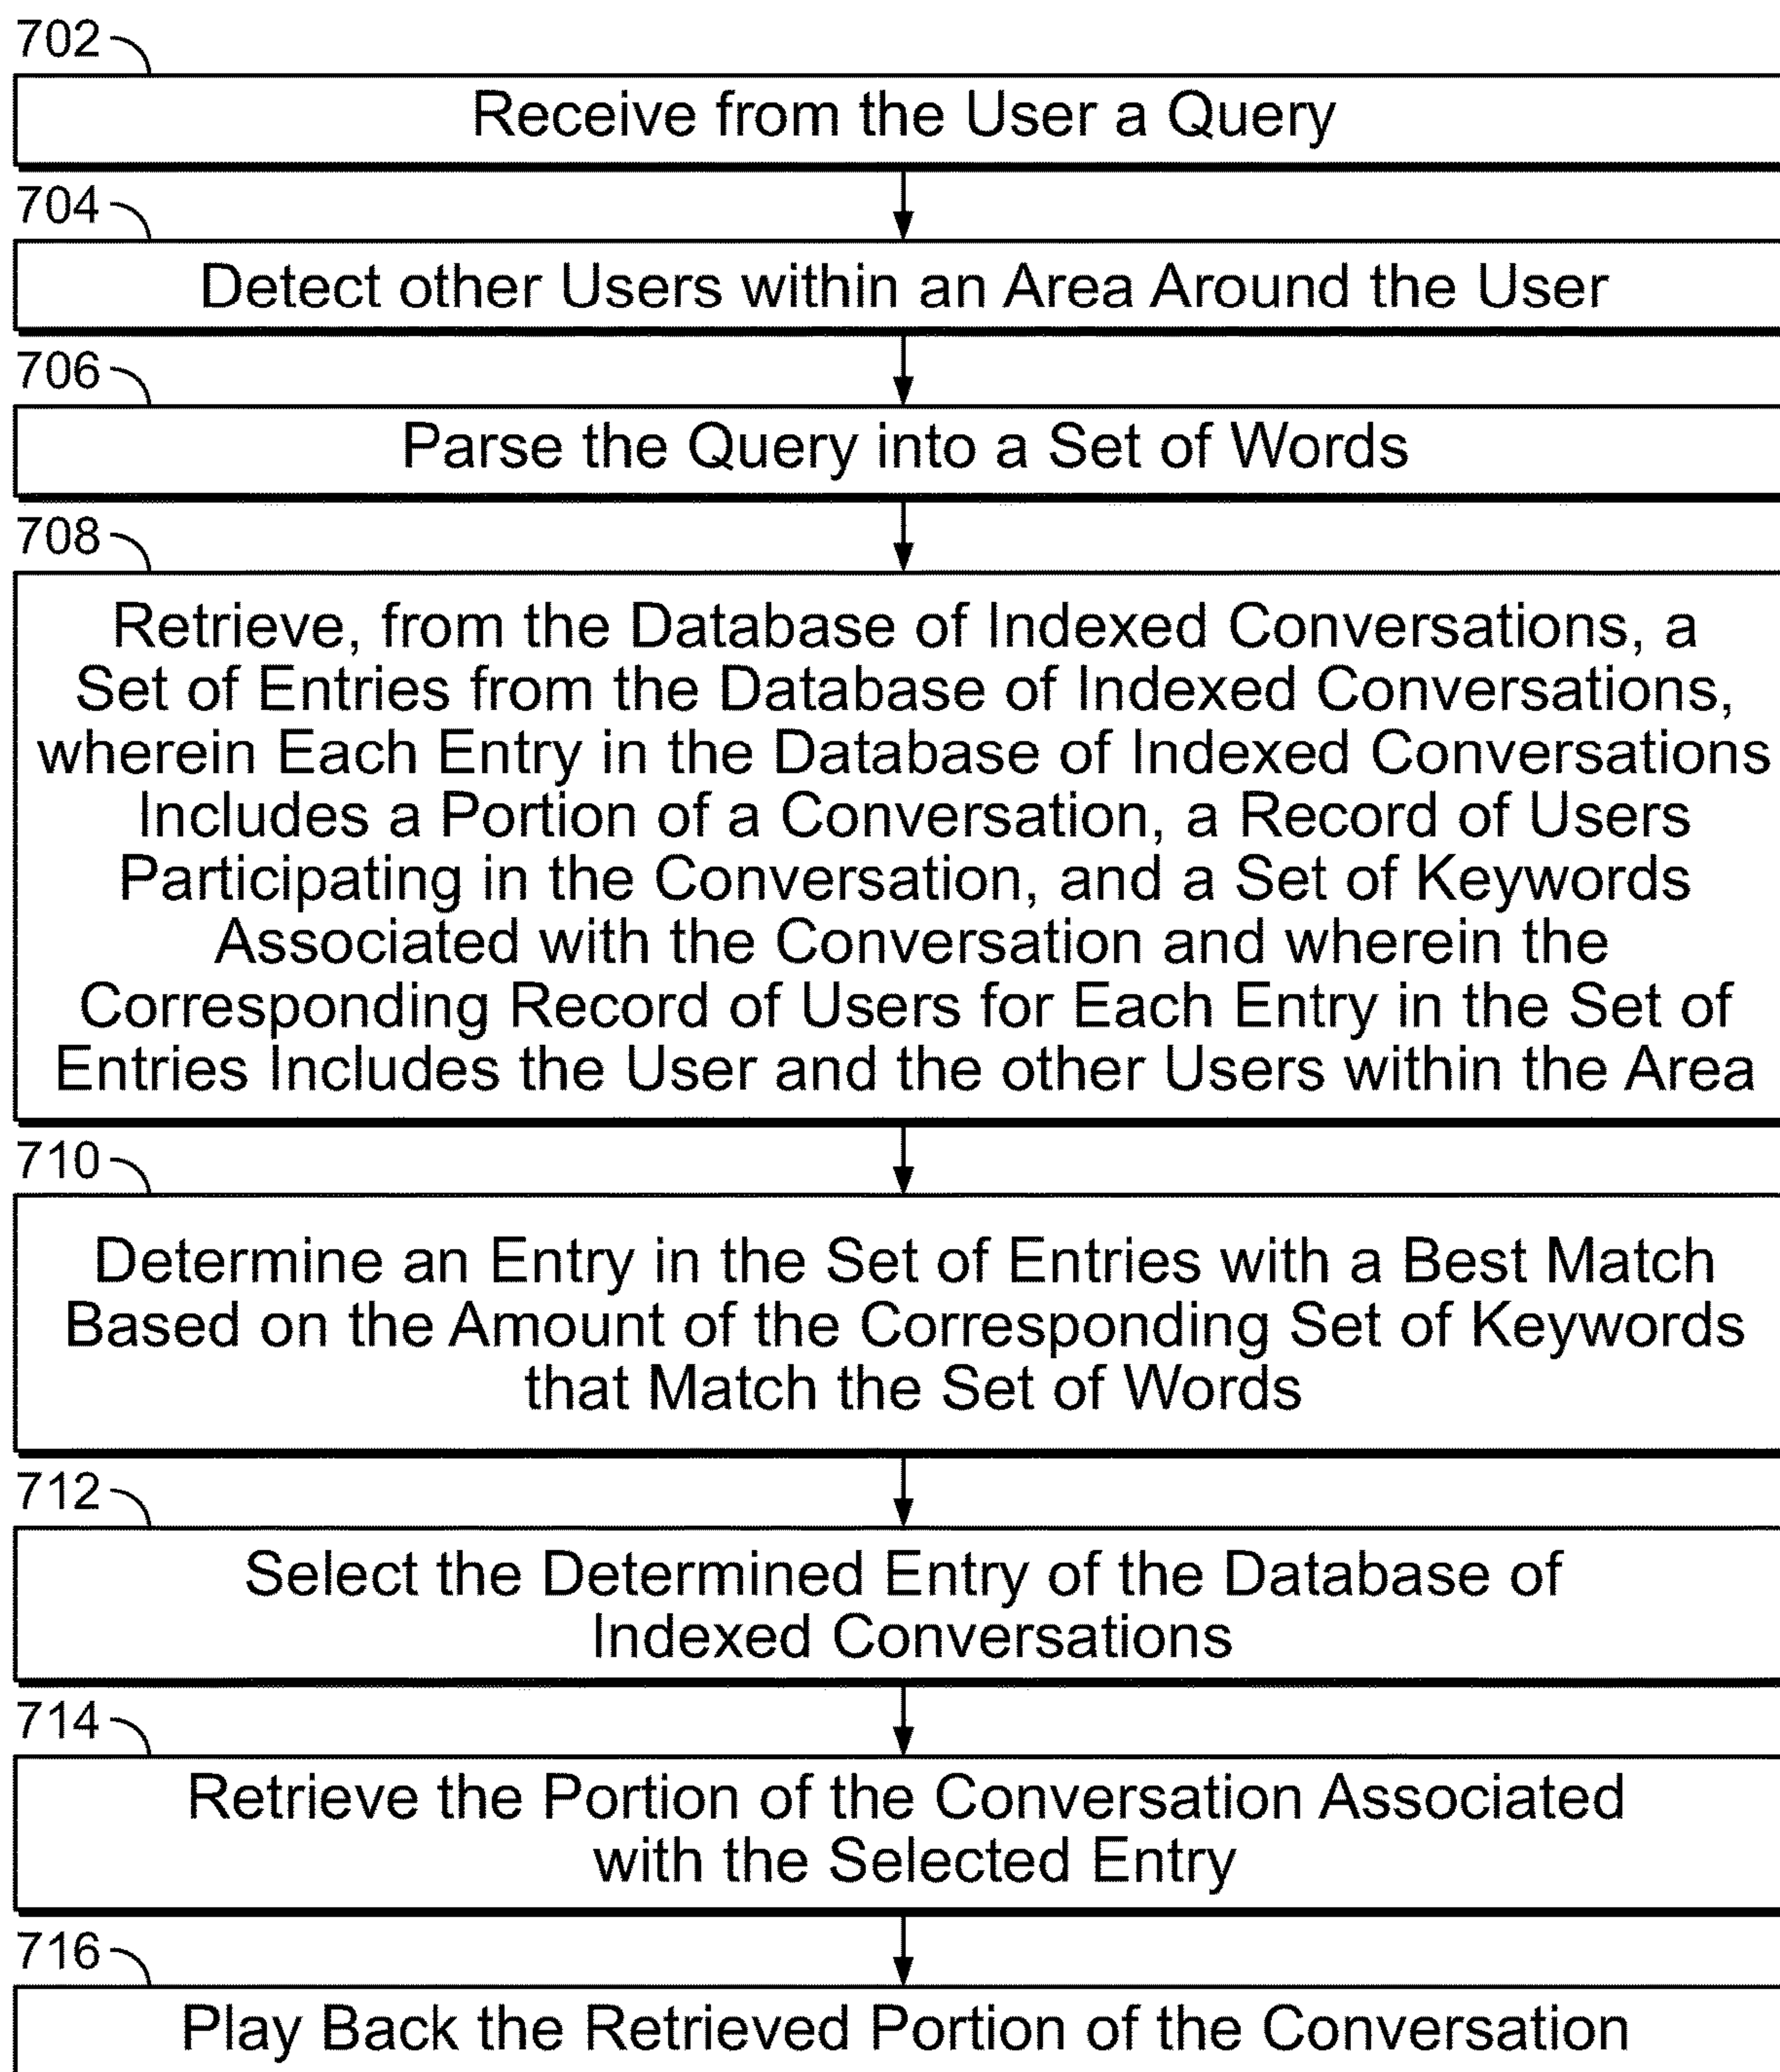 702
Receive from the User a Query
704
Detect other Users within an Area Around the User
706
Parse the Query into a Set of Words
708
Retrieve, from the Database of Indexed Conversations, a
Set of Entries from the Database of Indexed Conversations,
wherein Each Entry in the Database of Indexed Conversations
Includes a Portion of a Conversation, a Record of Users
Participating in the Conversation, and a Set of Keywords
Associated with the Conversation and wherein the
Corresponding Record of Users for Each Entry in the Set of
Entries Includes the User and the other Users within the Area
710
Determine an Entry in the Set of Entries with a Best Match
Based on the Amount of the Corresponding Set of Keywords
that Match the Set of Words
712
Select the Determined Entry of the Database of
Indexed Conversations
714
Retrieve the Portion of the Conversation Associated
with the Selected Entry
716
Play Back the Retrieved Portion of the Conversation